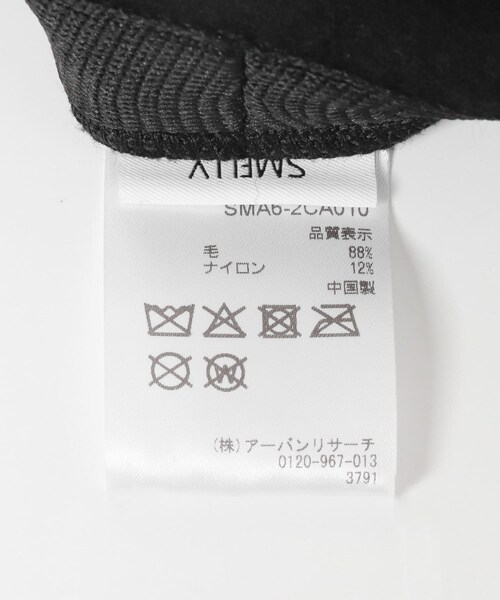 SMELLY
SMA6-2CA010
品質表示
毛 88%
ナイロン 12%
中国製
W
(株)アーバンリサーチ
0120-967-013
3791